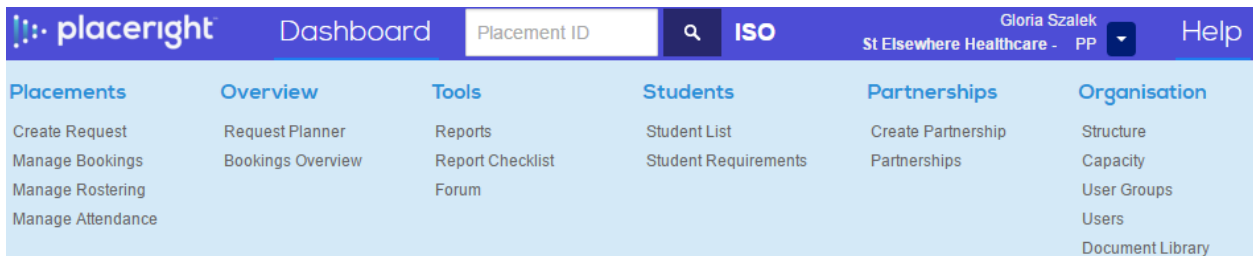 placeright Dashboard Placement ID ISO Gloria Szalek Help
St Elsewhere Healthcare - PP
Placements Overview Tools Students Partnerships Organisation
Create Request Request Planner Reports Student List Create Partnership Structure
Manage Bookings Bookings Overview Report Checklist Student Requirements Partnerships Capacity
Manage Rostering Forum User Groups
Manage Attendance Users
Document Library